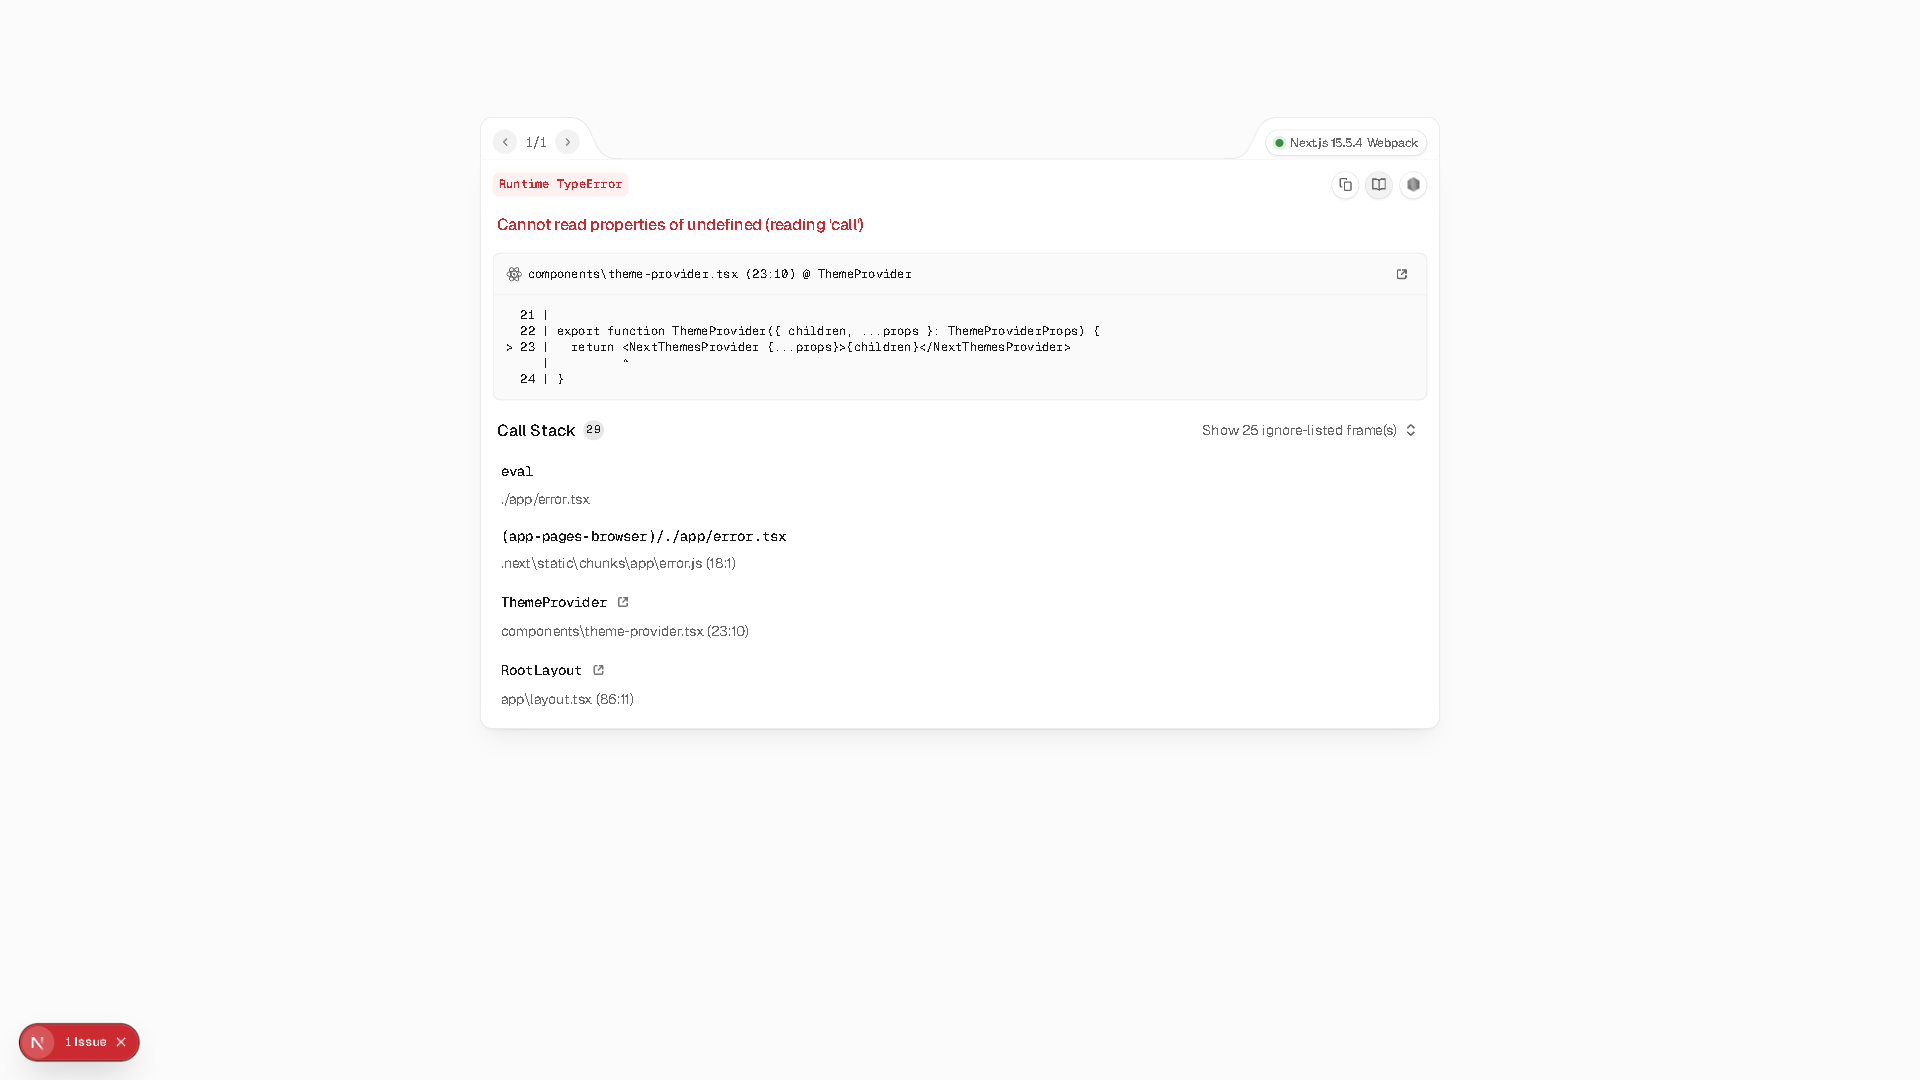 1/1
Next.js 15.5.4 Webpack
Runtime TypeError
Cannot read properties of undefined (reading 'call')
components\theme-provider.tsx (23:10) @ ThemeProvider
21 |
22 | export function ThemeProvider({ children, ...props }: ThemeProviderProps) {
> 23 |   return <NextThemesProvider {...props}>{children}</NextThemesProvider>
|          ^
24 | }
Call Stack 29
Show 25 ignore-listed frame(s)
eval
./app/error.tsx
(app-pages-browser)/./app/error.tsx
.next\static\chunks\app\error.js (18:1)
ThemeProvider
components\theme-provider.tsx (23:10)
RootLayout
app\layout.tsx (86:11)
N 1 Issue